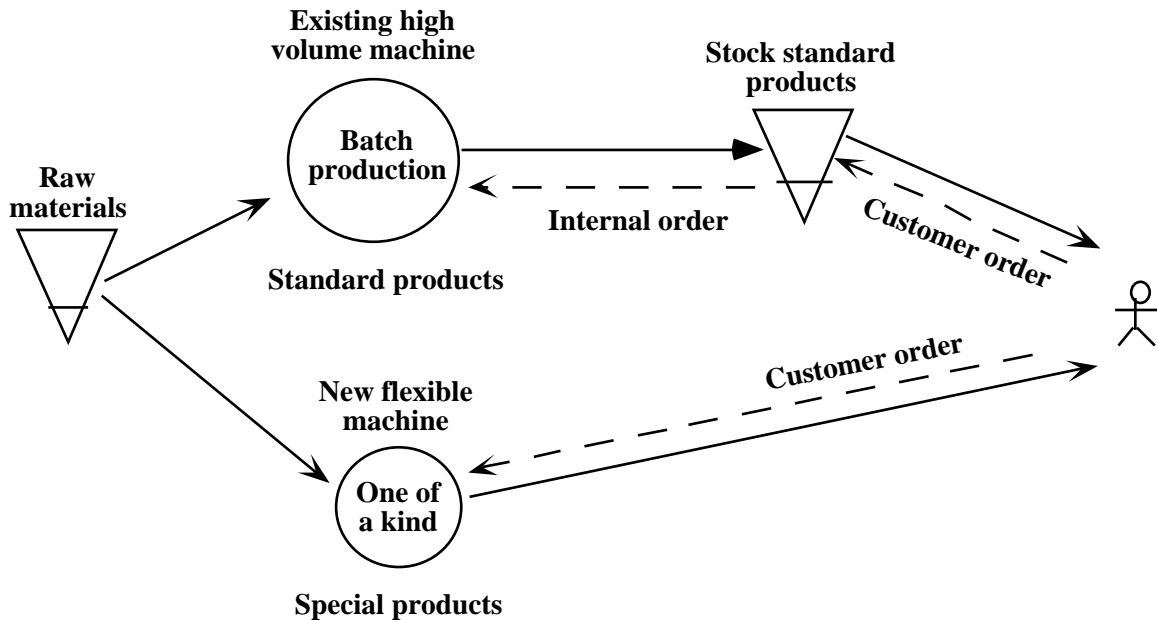 Existing high
volume machine
Stock standard
products
Batch
production
Raw
materials
Internal order
Customer order
Standard products
Customer order
New flexible
machine
One of
a kind
Special products